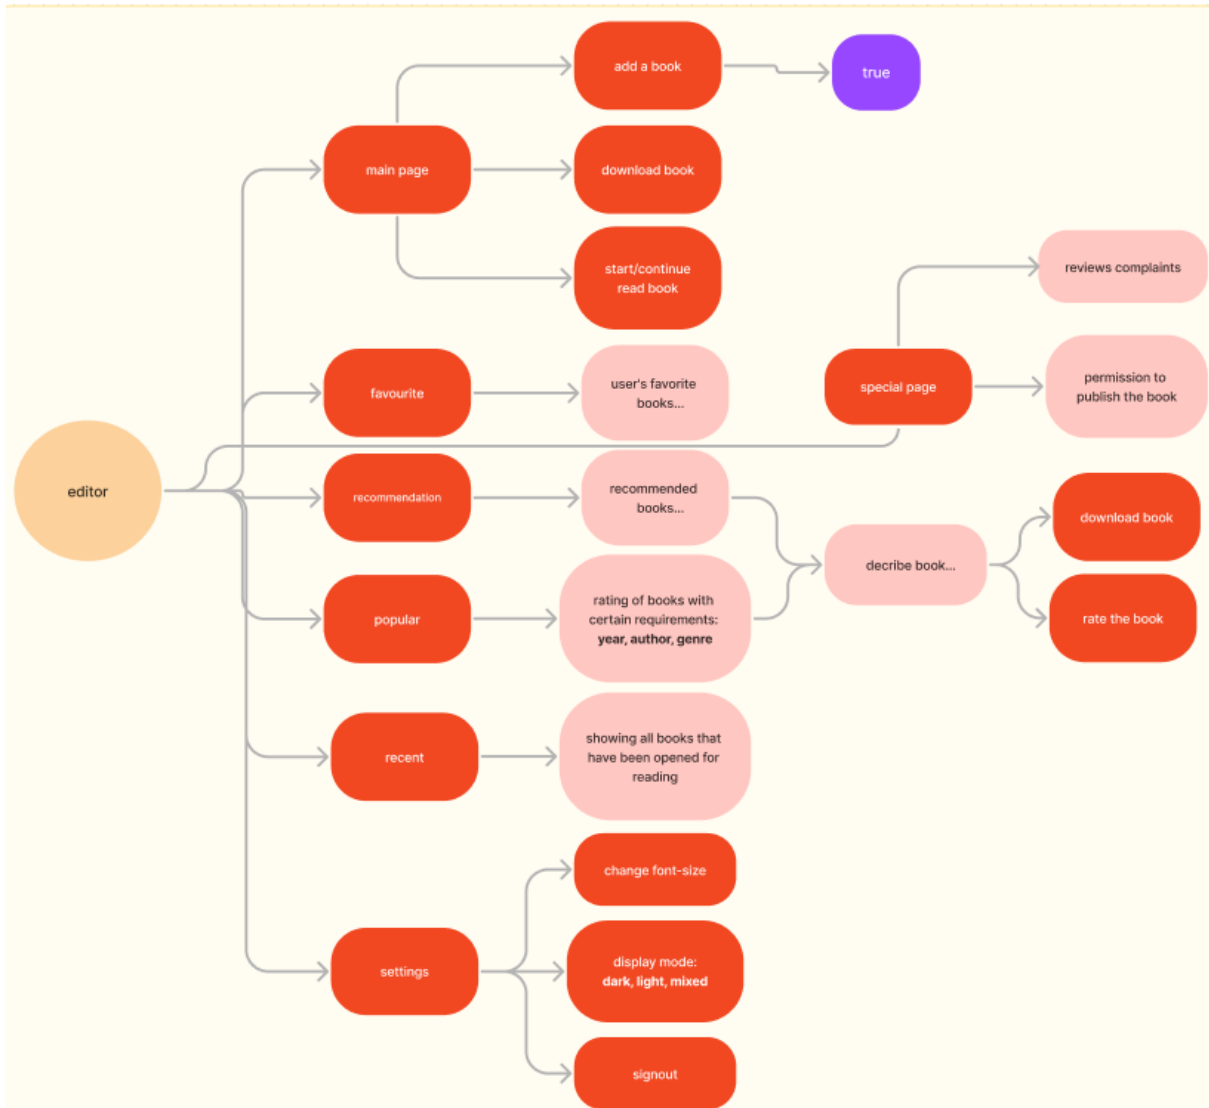 add a book
true
main page
download book
start/continue
read book
reviews complaints
favourite
user's favorite
books...
special page
permission to
publish the book
editor
recommendation
recommended
books...
decribe book...
download book
popular
rating of books with
certain requirements:
year, author, genre
rate the book
recent
showing all books that
have been opened for
reading
change font-size
settings
display mode:
dark, light, mixed
signout